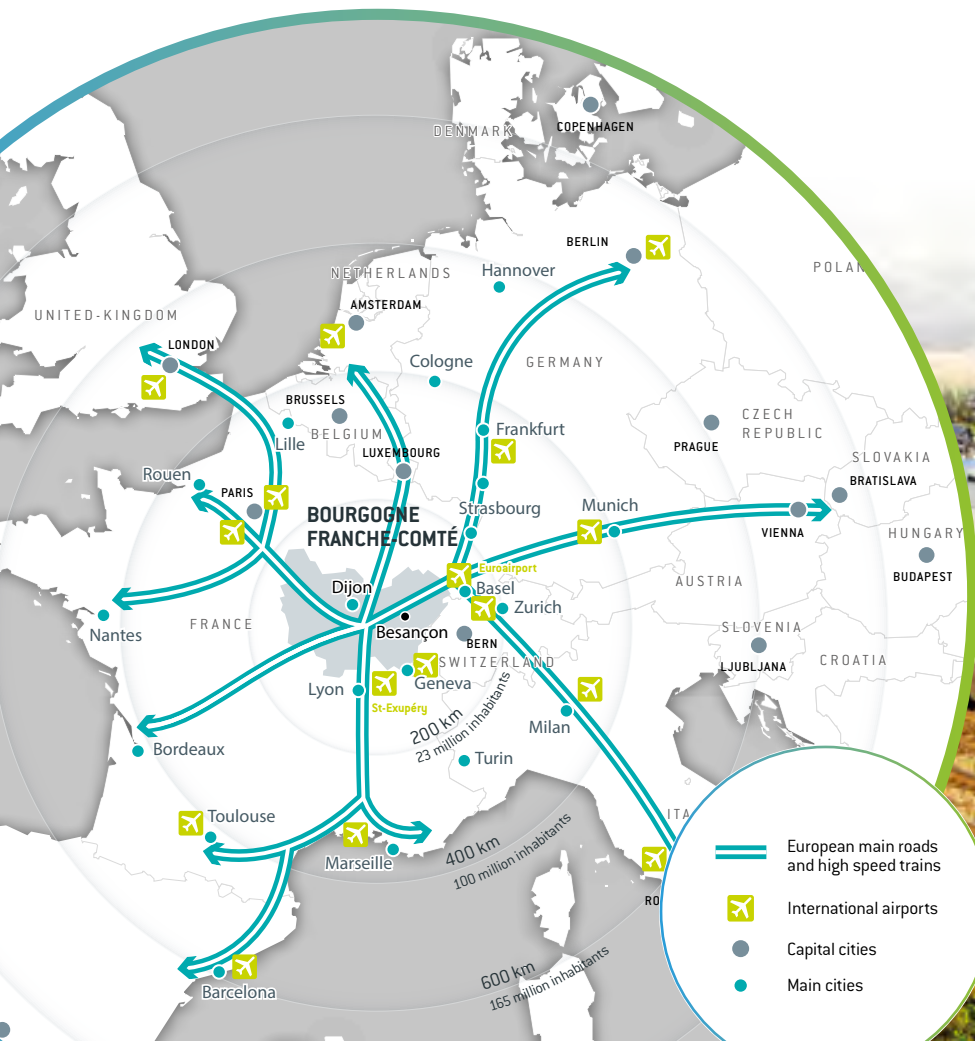 DENMARK
COPENHAGEN
BERLIN
POLAN
NETHERLANDS
Hannover
AMSTERDAM
UNITED-KINGDOM
LONDON
Cologne
GERMANY
BRUSSELS
BELGIUM
Lille
LUXEMBOURG
Frankfurt
CZECH
REPUBLIC
PRAGUE
SLOVAKIA
BRATISLAVA
Rouen
PARIS
BOURGOGNE
FRANCHE-COMTÉ
Strasbourg
Munich
VIENNA
HUNGARY
BUDAPEST
Euroairport
Dijon
Basel
Zurich
AUSTRIA
Nantes
FRANCE
Besançon
BERN
SLOVENIA
LJUBLJANA
CROATIA
SWITZERLAND
Geneva
Lyon
St-Exupéry
200 km
23 million inhabitants
Milan
Bordeaux
Turin
Toulouse
ITA
Marseille
400 km
100 million inhabitants
RO
600 km
165 million inhabitants
Barcelona
European main roads
and high speed trains
International airports
Capital cities
Main cities